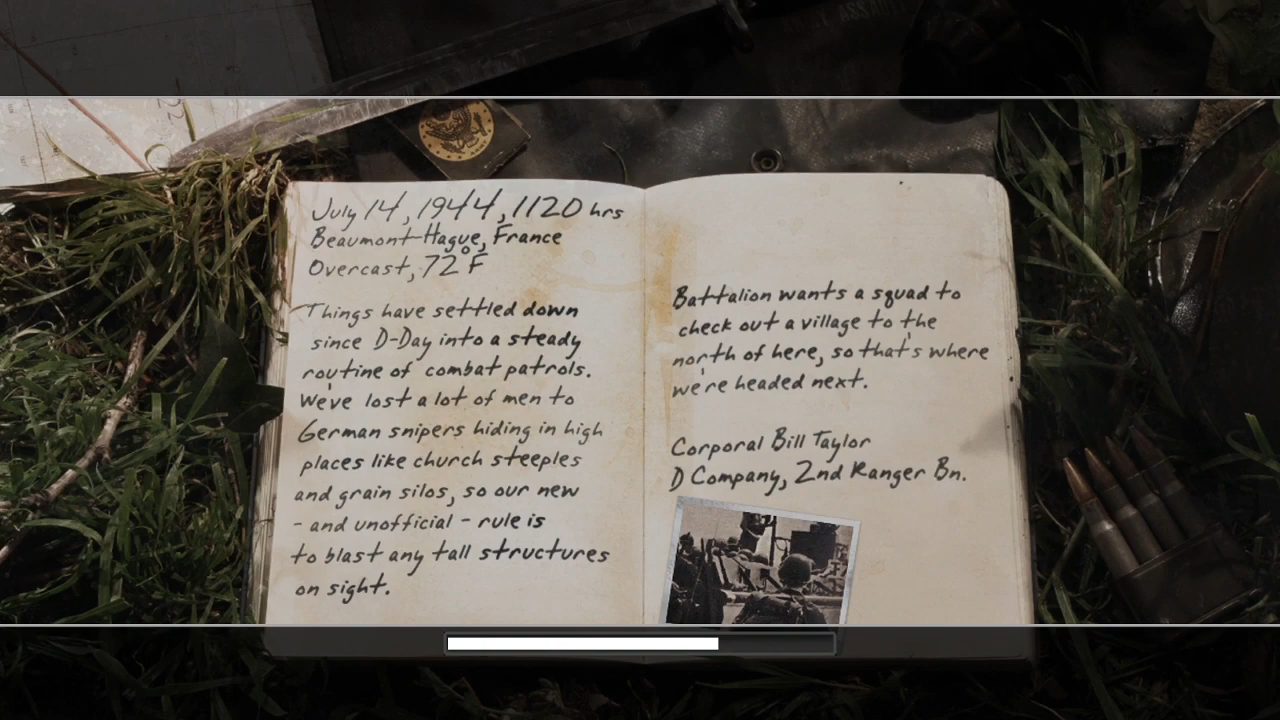 July 14, 1944, 1120 hrs
Beaumont-Hague, France
Overcast, 72°F
Things have settled down
since D-Day into a steady
routine of combat patrols.
We've lost a lot of men to
German snipers hiding in high
places like church steeples
and grain silos, so our new
- and unofficial - rule is
to blast any tall structures
on sight.
Battalion wants a squad to
check out a village to the
north of here, so that's where
we're headed next.
Corporal Bill Taylor
D Company, 2nd Ranger Bn.